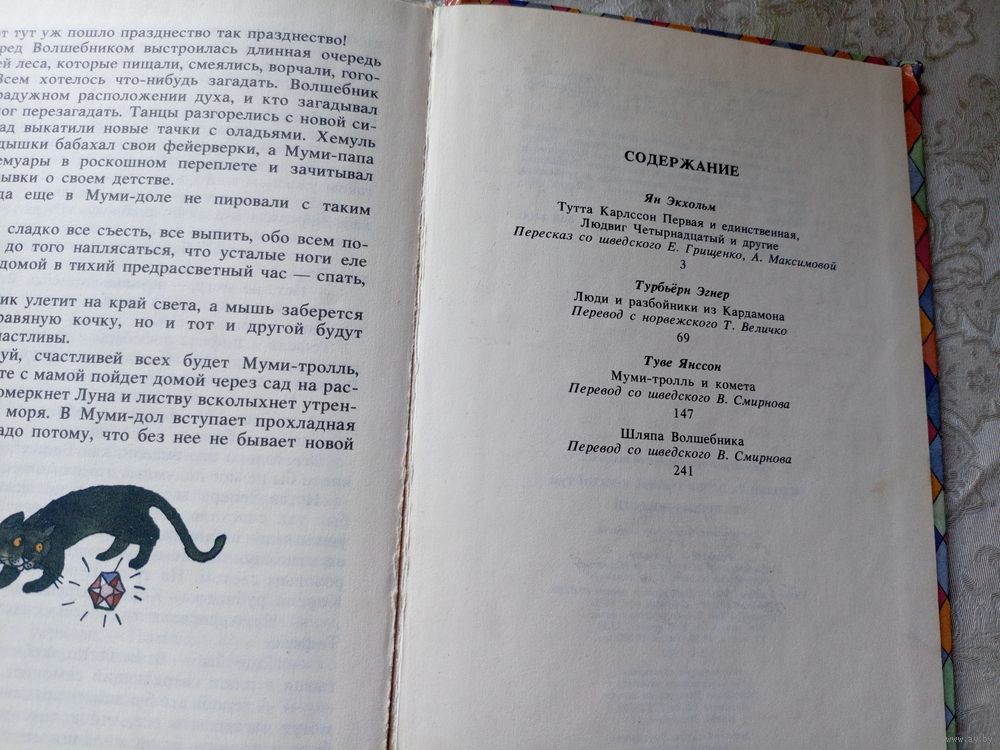 т тут уж пошло празднество так празднество!
ред Волшебником выстроилась длинная очередь
ей леса, которые пищали, смеялись, ворчали, гого-
Всем хотелось что-нибудь загадать. Волшебник
радужном расположении духа, и кто загадывал
ог перезагадать. Танцы разгорелись с новой си-
ад выкатили новые тачки с оладьями. Хемуль
дышки бабахал свои фейерверки, а Муми-папа
емуары в роскошном переплете и зачитывал
ывки о своем детстве.
да еще в Муми-доле не пировали с таким
сладко все съесть, все выпить, обо всем по-
до того наплясаться, что усталые ноги еле
домой в тихий предрассветный час — спать,
ик улетит на край света, а мышь заберется
равяную кочку, но и тот и другой будут
частливы.
уй, счастливей всех будет Муми-тролль,
те с мамой пойдет домой через сад на рас-
омеркнет Луна и листву всколыхнет утрен-
моря. В Муми-дол вступает прохладная
адо потому, что без нее не бывает новой
СОДЕРЖАНИЕ
Ян Экхольм
Тутта Карлссон Первая и единственная,
Людвиг Четырнадцатый и другие
Пересказ со шведского Е. Грищенко, А. Максимовой
3
Турбьёрн Эгнер
Люди и разбойники из Кардамона
Перевод с норвежского Т. Величко
69
Туве Янссон
Муми-тролль и комета
Перевод со шведского В. Смирнова
147
Шляпа Волшебника
Перевод со шведского В. Смирнова
241
www.ay.by